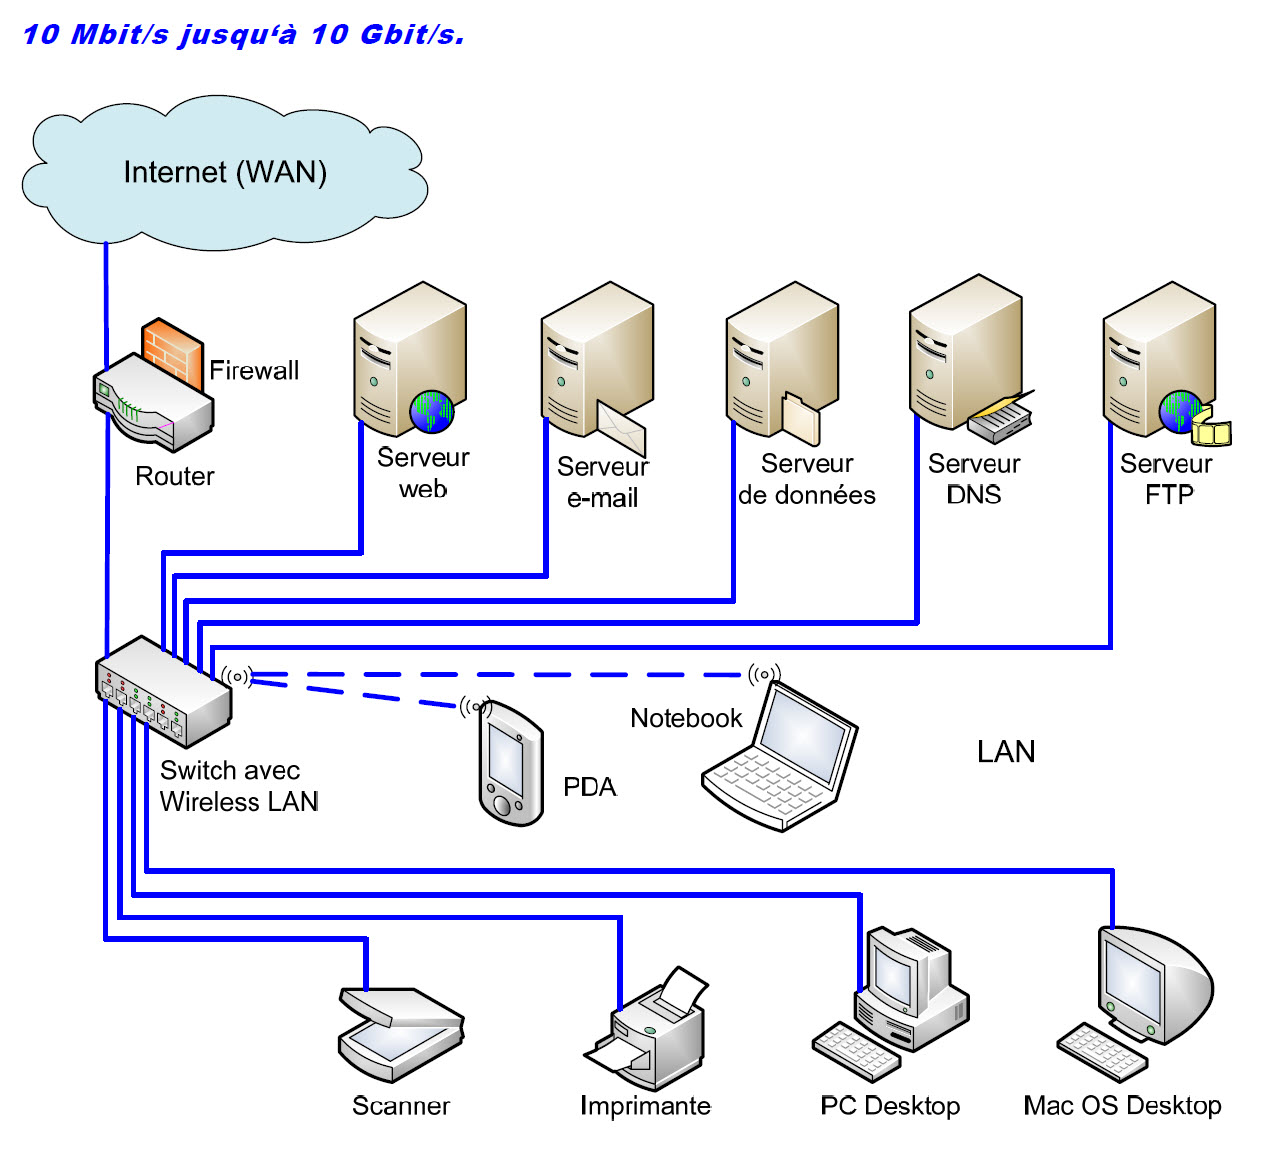 10 Mbit/s jusqu‘à 10 Gbit/s.
Internet (WAN)
Firewall
Router
Serveur
web
Serveur
e-mail
Serveur
de données
Serveur
DNS
Serveur
FTP
Switch avec
Wireless LAN
PDA
Notebook
LAN
Scanner
Imprimante
PC Desktop
Mac OS Desktop